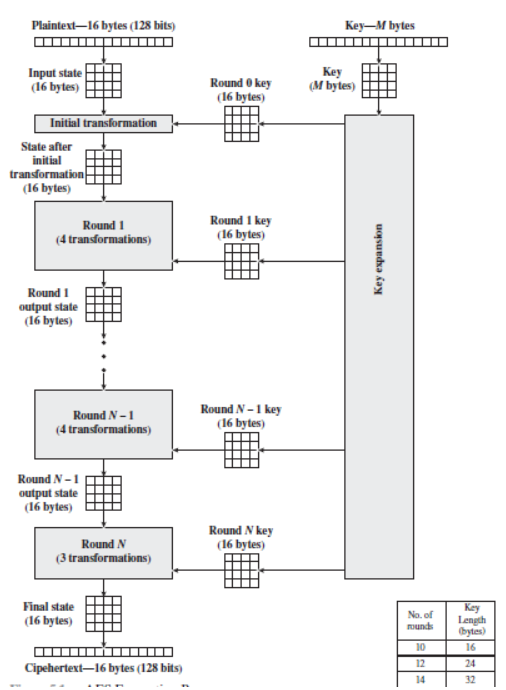 Plaintext—16 bytes (128 bits)
Key—M bytes
Input state
(16 bytes)
Key
(M bytes)
Round 0 key
(16 bytes)
Initial transformation
State after
initial
transformation
(16 bytes)
Round 1
(4 transformations)
Round 1 key
(16 bytes)
Key expansion
Round 1
output state
(16 bytes)
Round N – 1
(4 transformations)
Round N – 1 key
(16 bytes)
Round N – 1
output state
(16 bytes)
Round N
(3 transformations)
Round N key
(16 bytes)
Final state
(16 bytes)
No. of
rounds
Key
Length
(bytes)
10 16
12 24
14 32
Cipehertext—16 bytes (128 bits)